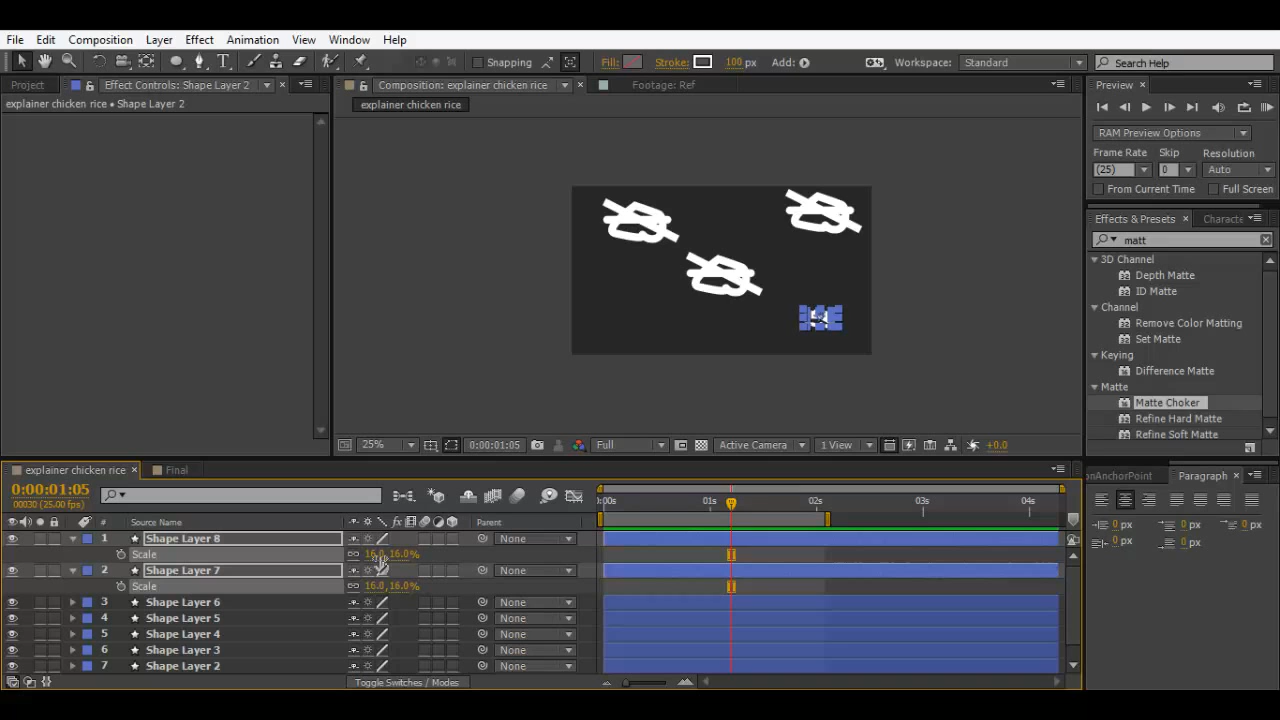 File Edit Composition Layer Effect Animation View Window Help
Snapping Fill: Stroke: 100 px Add: Workspace: Standard Search Help
Project Effect Controls: Shape Layer 2 Composition: explainer chicken rice Footage: Ref Preview
explainer chicken rice • Shape Layer 2 explainer chicken rice
RAM Preview Options
Frame Rate Skip Resolution
(25) 0 Auto
From Current Time Full Screen
Effects & Presets Characte
matt
3D Channel
Depth Matte
ID Matte
Channel
Remove Color Matting
Set Matte
Keying
Difference Matte
Matte
Matte Choker
Refine Hard Matte
Refine Soft Matte
25% 0:00:01:05 Full Active Camera 1 View +0.0
explainer chicken rice Final
0:00:01:05
00030 (25.00 fps)
0:00s 01s 02s 03s 04s
# Source Name fx Parent
1 Shape Layer 8 None
Scale 16.0, 16.0%
2 Shape Layer 7 None
Scale 16.0, 16.0%
3 Shape Layer 6 None
4 Shape Layer 5 None
5 Shape Layer 4 None
6 Shape Layer 3 None
7 Shape Layer 2 None
Toggle Switches / Modes
onAnchorPoint Paragraph
0 px 0 px 0 px
0 px 0 px